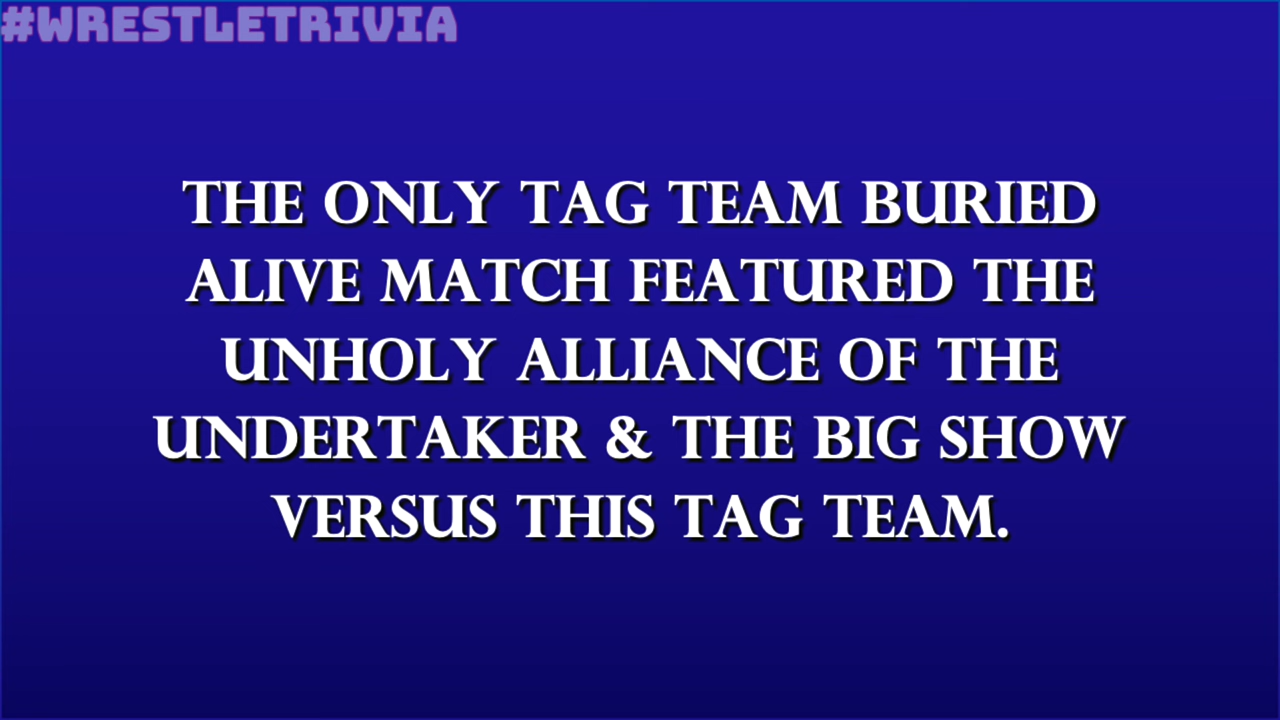 #WRESTLETRIVIA
THE ONLY TAG TEAM BURIED
ALIVE MATCH FEATURED THE
UNHOLY ALLIANCE OF THE
UNDERTAKER & THE BIG SHOW
VERSUS THIS TAG TEAM.